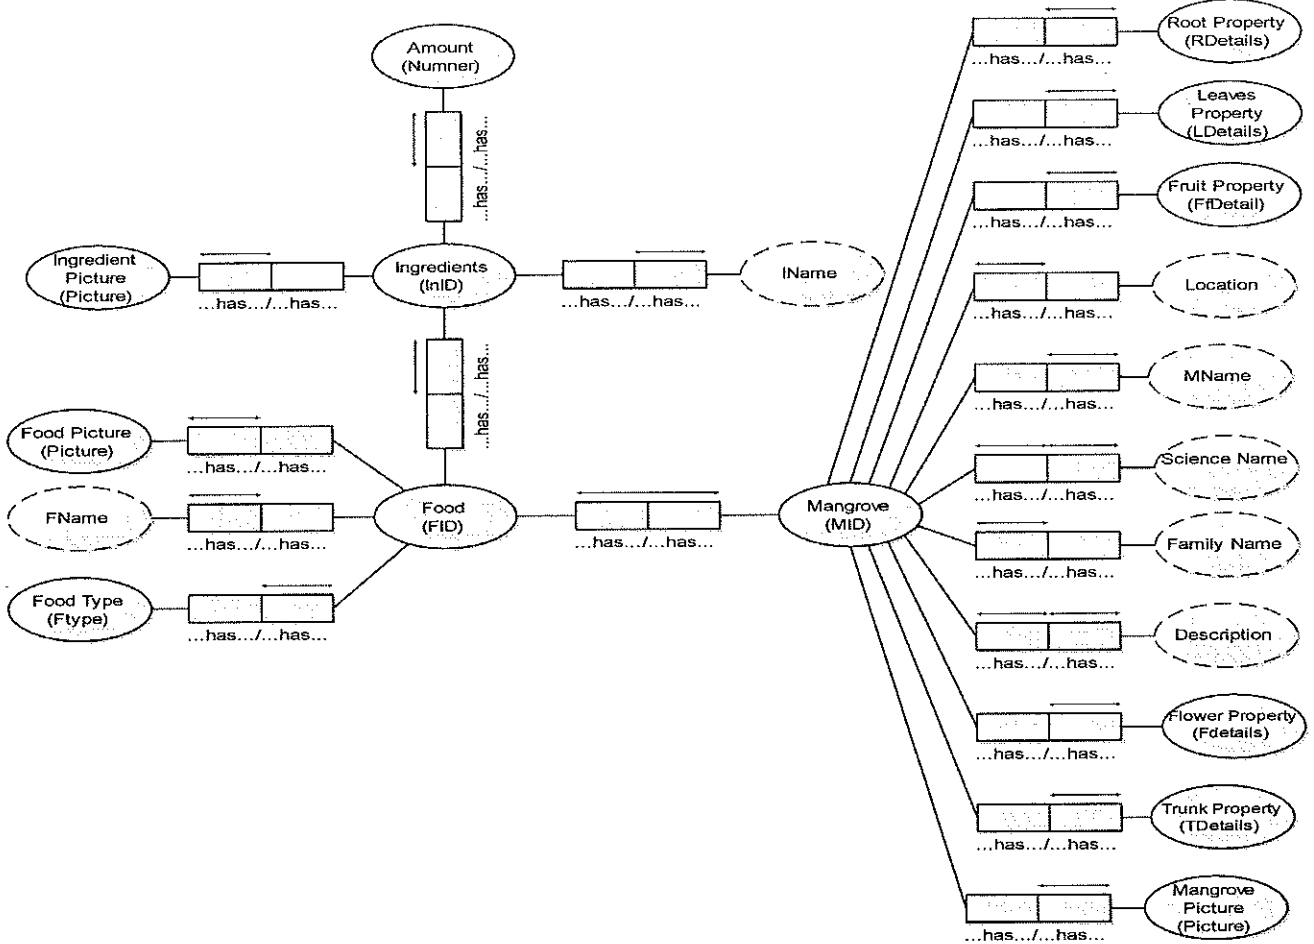 Amount
(Numner)
...has.../...has...
Ingredient
Picture
(Picture)
...has.../...has...
Ingredients
(InID)
...has.../...has...
IName
...has.../...has...
Food Picture
(Picture)
...has.../...has...
FName
...has.../...has...
Food Type
(Ftype)
...has.../...has...
Food
(FID)
...has.../...has...
Mangrove
(MID)
...has.../...has...
Root Property
(RDetails)
...has.../...has...
Leaves
Property
(LDetails)
...has.../...has...
Fruit Property
(FfDetail)
...has.../...has...
Location
...has.../...has...
MName
...has.../...has...
Science Name
...has.../...has...
Family Name
...has.../...has...
Description
...has.../...has...
Flower Property
(Fdetails)
...has.../...has...
Trunk Property
(TDetails)
...has.../...has...
Mangrove
Picture
(Picture)
...has.../...has...